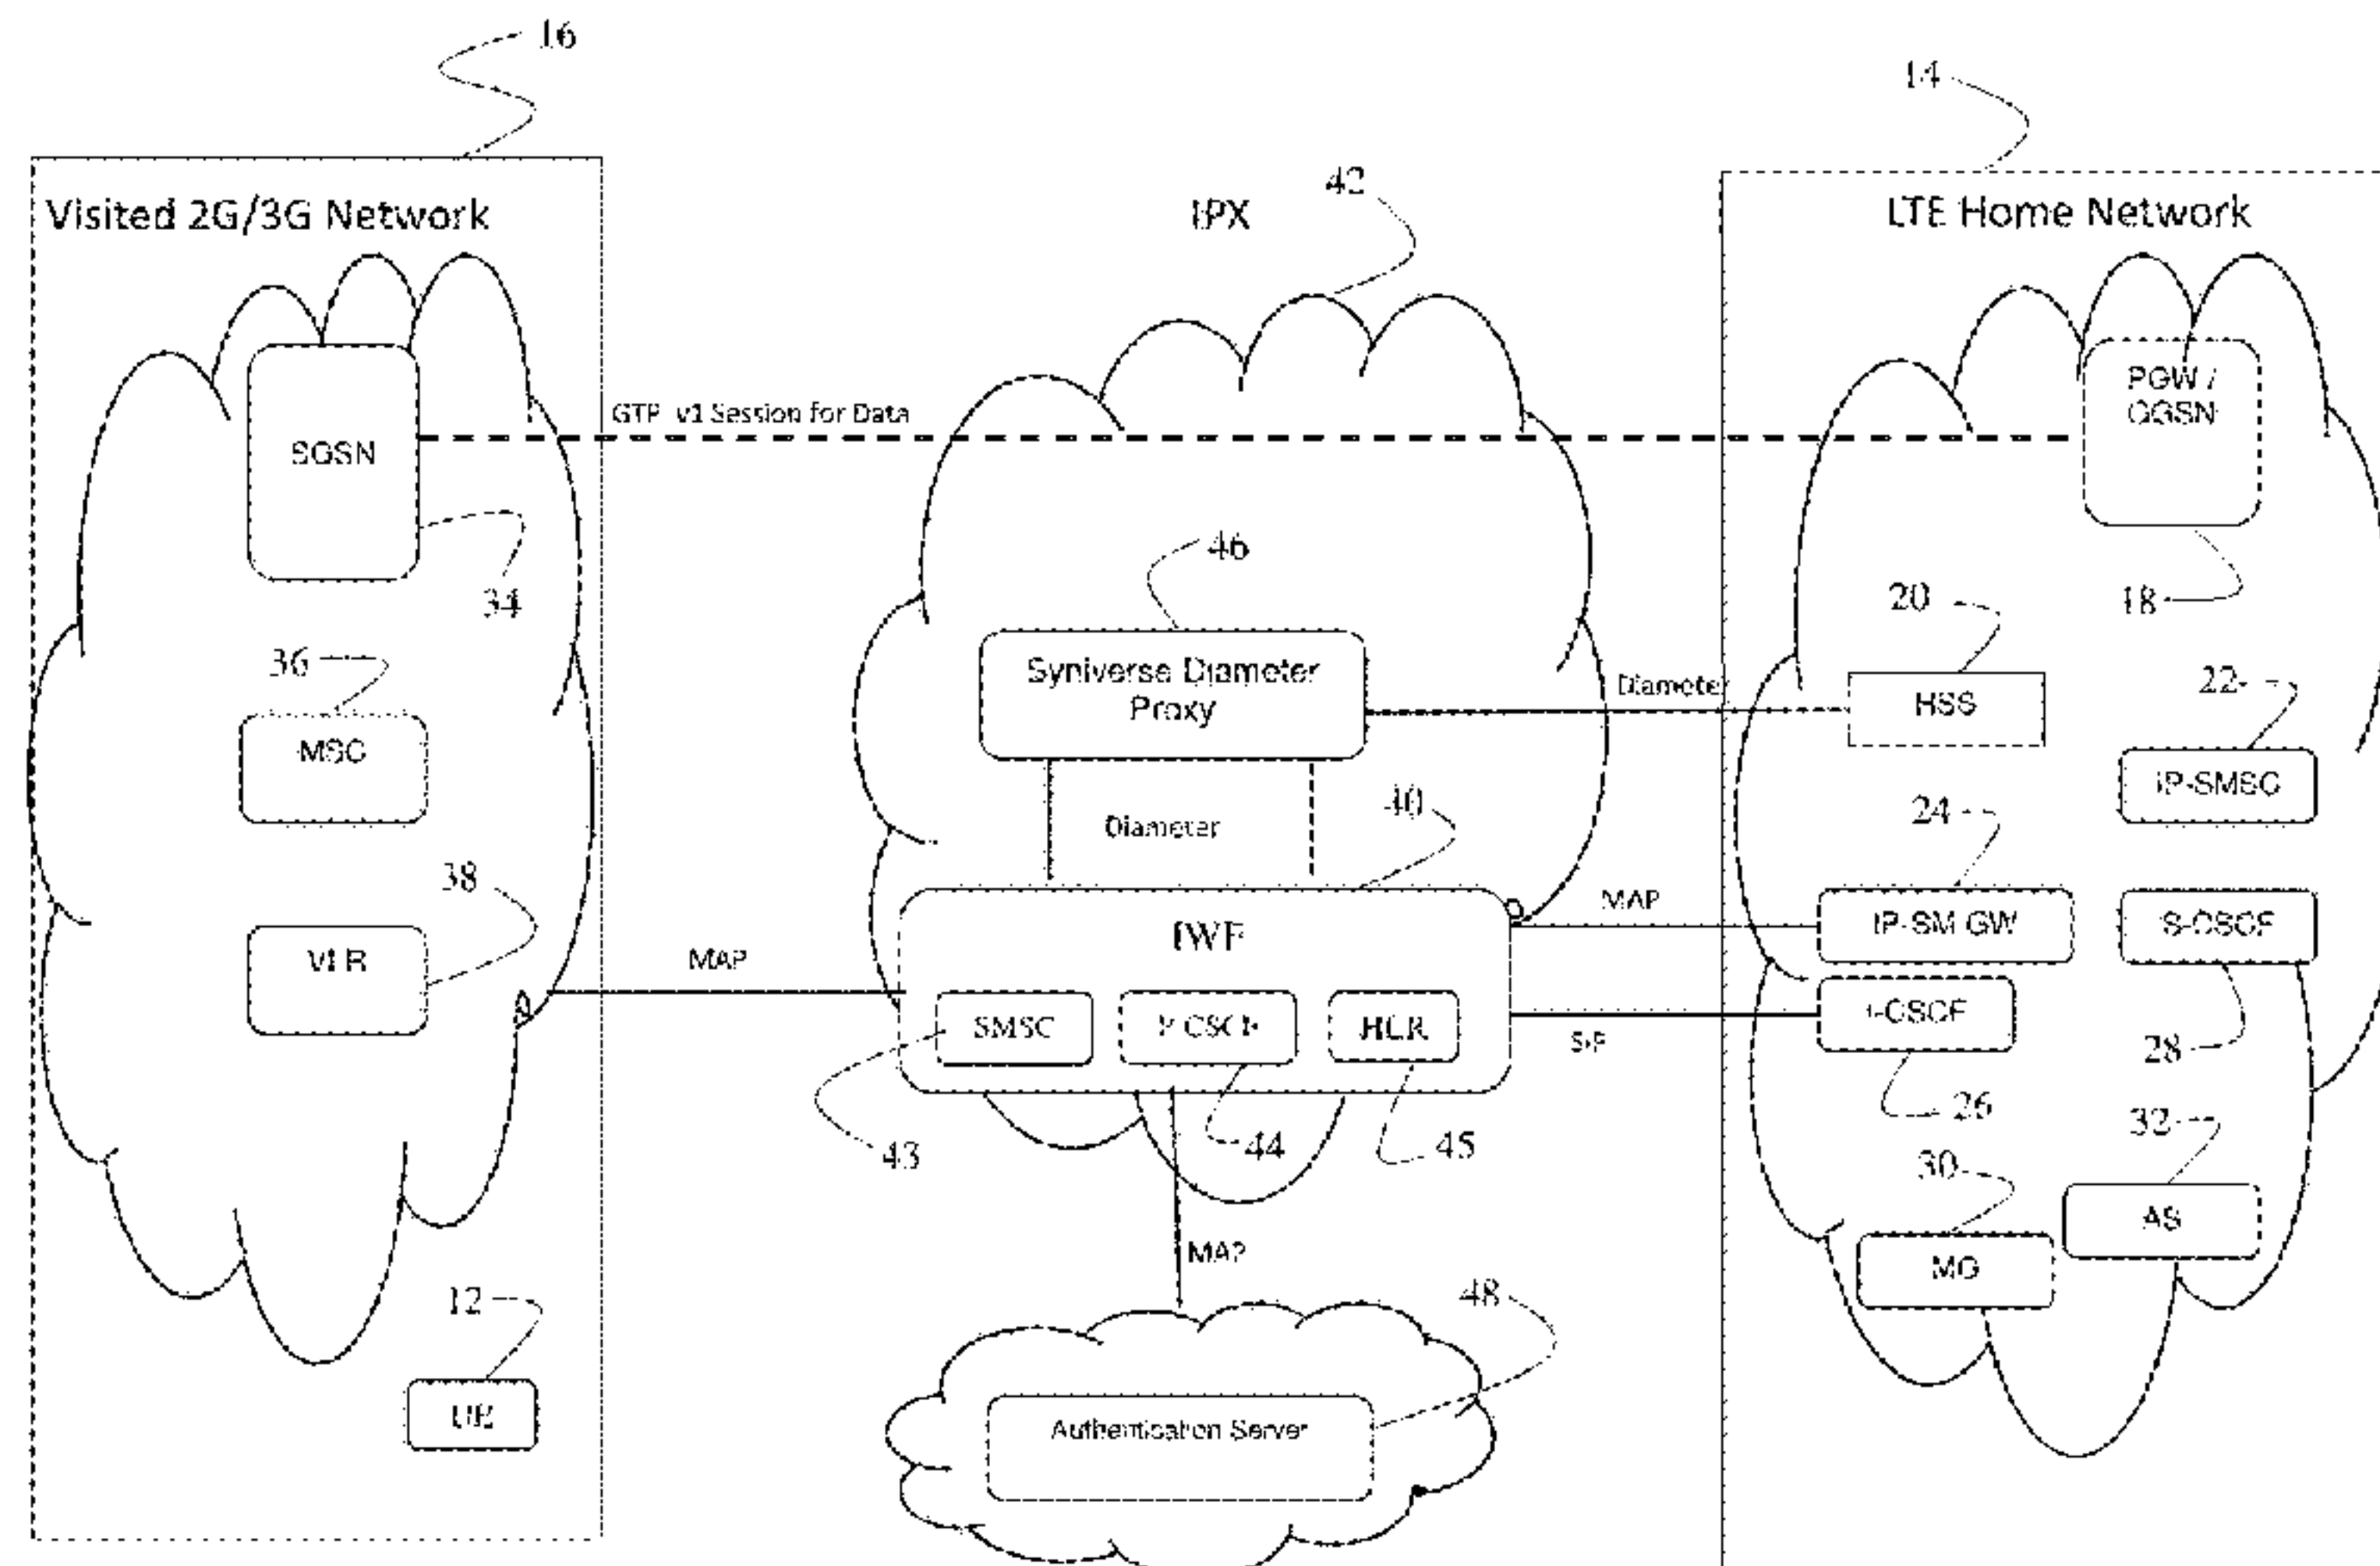 16
14
Visited 2G/3G Network
42
IPX
LTE Home Network
PGW /
GGSN
GTP v1 Session for Data
SGSN
34
46
18
20
36
Syniverse Diameter
Proxy
Diameter
22
HSS
MSC
IP-SMSC
40
24
Diameter
38
MAP
IWF
IP-SM GW
S-CSCF
VLR
MAP
SMSC
P-CSCF
HLR
I-CSCF
SIP
28
26
43
44
45
32
30
AS
MAP
MG
12
48
UE
Authentication Server